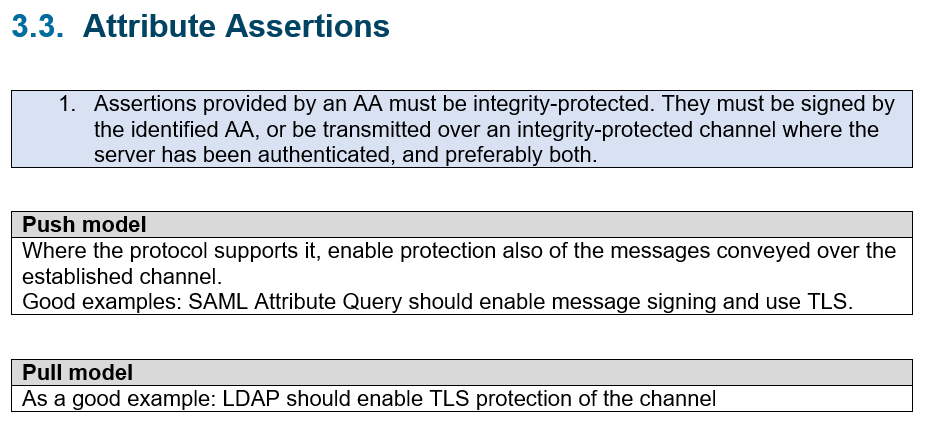 3.3. Attribute Assertions
1. Assertions provided by an AA must be integrity-protected. They must be signed by
the identified AA, or be transmitted over an integrity-protected channel where the
server has been authenticated, and preferably both.
Push model
Where the protocol supports it, enable protection also of the messages conveyed over the
established channel.
Good examples: SAML Attribute Query should enable message signing and use TLS.
Pull model
As a good example: LDAP should enable TLS protection of the channel